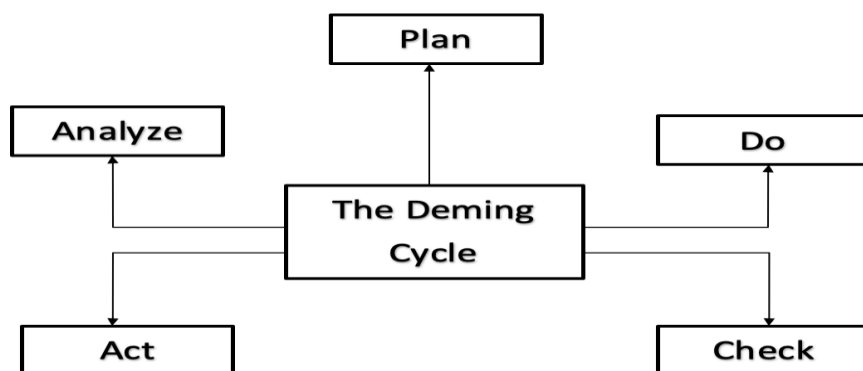 Plan
Analyze
Do
The Deming
Cycle
Act
Check